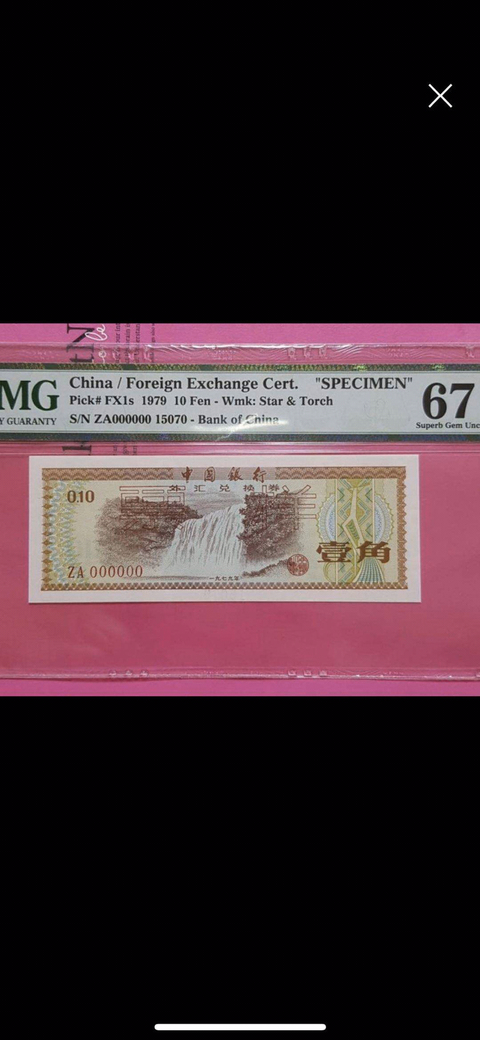 China / Foreign Exchange Cert. "SPECIMEN"
Pick# FX1s 1979 10 Fen - Wmk: Star & Torch
S/N ZA000000 15070 - Bank of China
MG
Y GUARANTY
67
Superb Gem Unc
中国银行
外汇兑换券
0.10
票样
壹角
ZA 000000
一九七九年